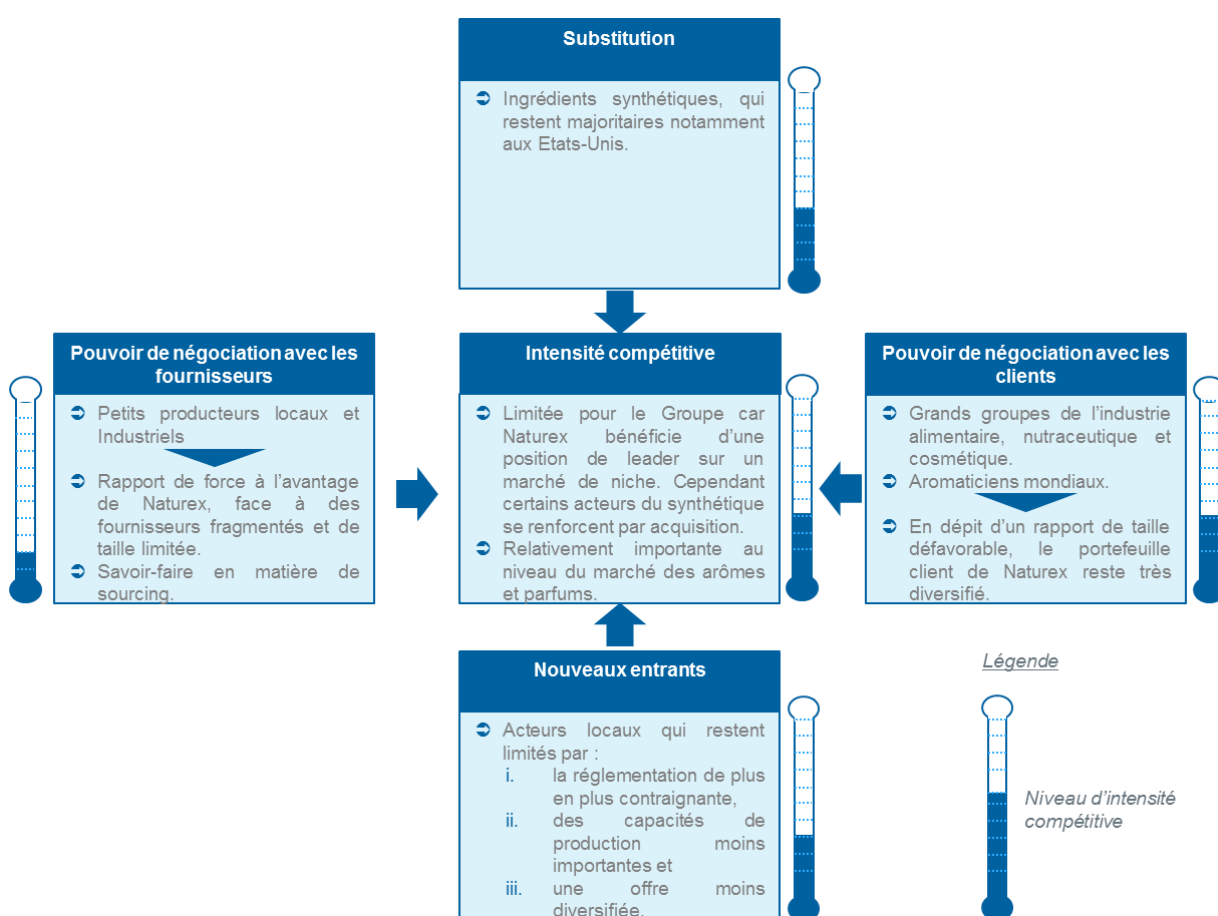 Substitution
Ingrédients synthétiques, qui
restent majoritaires notamment
aux Etats-Unis.
Pouvoir de négociation avec les
fournisseurs
Petits producteurs locaux et
Industriels
Rapport de force à l’avantage
de Naturex, face à des
fournisseurs fragmentés et de
taille limitée.
Savoir-faire en matière de
sourcing.
Intensité compétitive
Limitée pour le Groupe car
Naturex bénéficie d’une
position de leader sur un
marché de niche. Cependant
certains acteurs du synthétique
se renforcent par acquisition.
Relativement importante au
niveau du marché des arômes
et parfums.
Pouvoir de négociation avec les
clients
Grands groupes de l’industrie
alimentaire, nutraceutique et
cosmétique.
Aromaticiens mondiaux.
En dépit d’un rapport de taille
défavorable, le portefeuille
client de Naturex reste très
diversifié.
Nouveaux entrants
Acteurs locaux qui restent
limités par :
i. la réglementation de plus
en plus contraignante,
ii. des capacités de
production moins
importantes et
iii. une offre moins
diversifiée.
Légende
Niveau d’intensité
compétitive